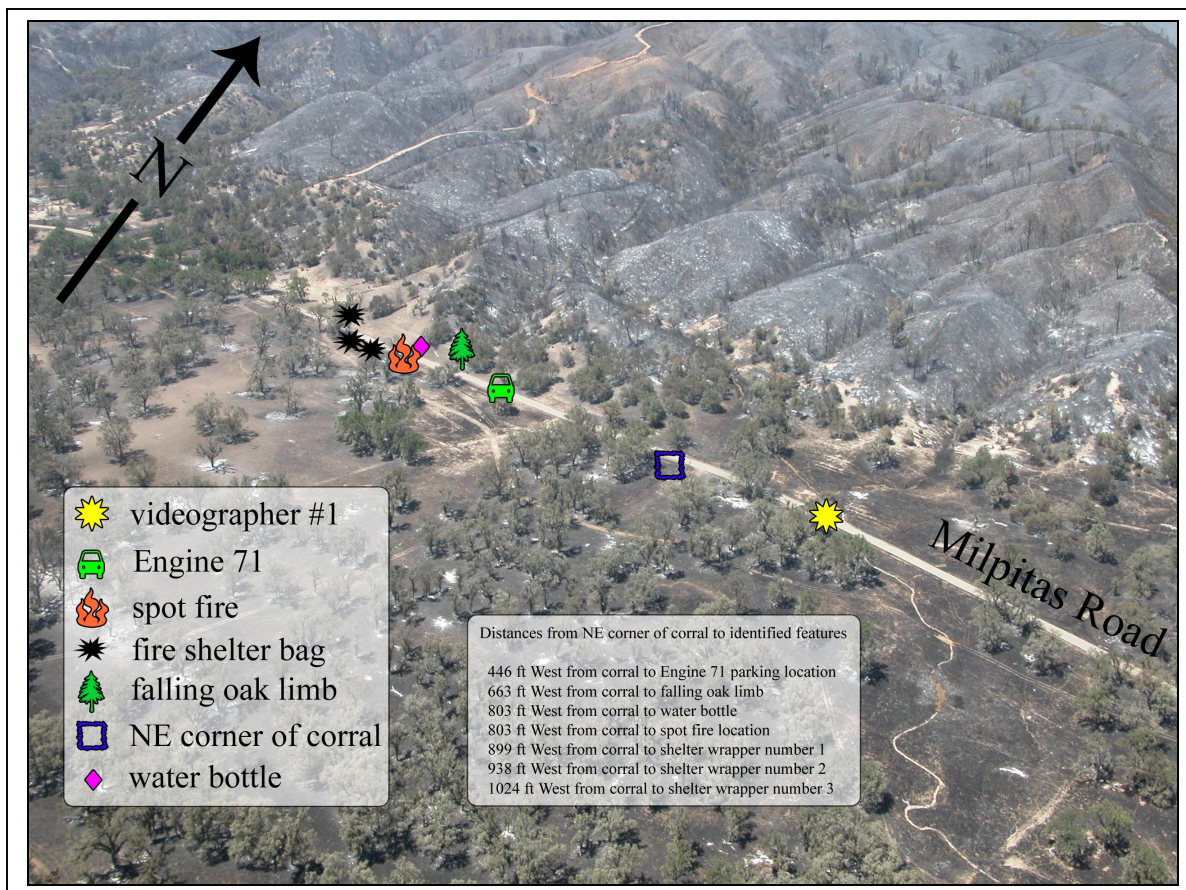 N
videographer #1
Engine 71
spot fire
fire shelter bag
falling oak limb
NE corner of corral
water bottle
Distances from NE corner of corral to identified features
446 ft West from corral to Engine 71 parking location
663 ft West from corral to falling oak limb
803 ft West from corral to water bottle
803 ft West from corral to spot fire location
899 ft West from corral to shelter wrapper number 1
938 ft West from corral to shelter wrapper number 2
1024 ft West from corral to shelter wrapper number 3
Milpitas Road